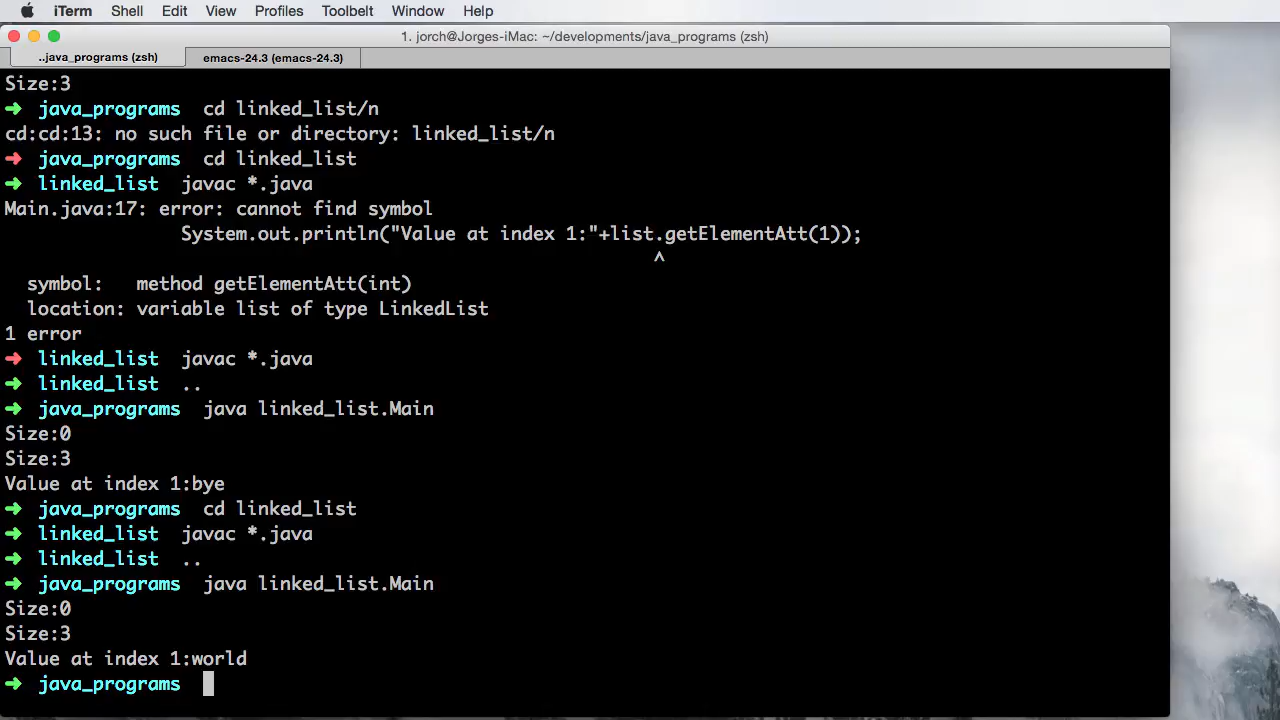 iTerm Shell Edit View Profiles Toolbelt Window Help
1. jorch@Jorges-iMac: ~/developments/java_programs (zsh)
..java_programs (zsh) emacs-24.3 (emacs-24.3)
Size:3
➜ java_programs cd linked_list/n
cd:cd:13: no such file or directory: linked_list/n
➜ java_programs cd linked_list
➜ linked_list javac *.java
Main.java:17: error: cannot find symbol
System.out.println("Value at index 1:"+list.getElementAtt(1));
^
symbol: method getElementAtt(int)
location: variable list of type LinkedList
1 error
➜ linked_list javac *.java
➜ linked_list ..
➜ java_programs java linked_list.Main
Size:0
Size:3
Value at index 1:bye
➜ java_programs cd linked_list
➜ linked_list javac *.java
➜ linked_list ..
➜ java_programs java linked_list.Main
Size:0
Size:3
Value at index 1:world
➜ java_programs